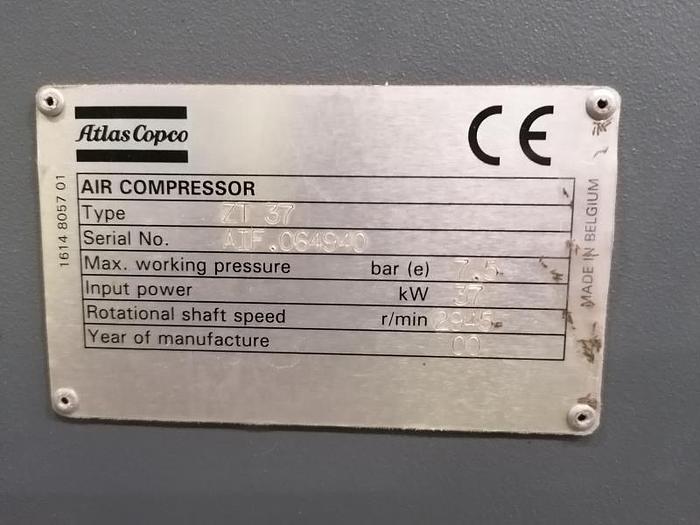 Atlas Copco
CE
AIR COMPRESSOR
Type ZT 37
Serial No. AIF.064940
Max. working pressure bar (e) 7.5
Input power kW 37
Rotational shaft speed r/min 2945
Year of manufacture 00
1614 8057 01
MADE IN BELGIUM